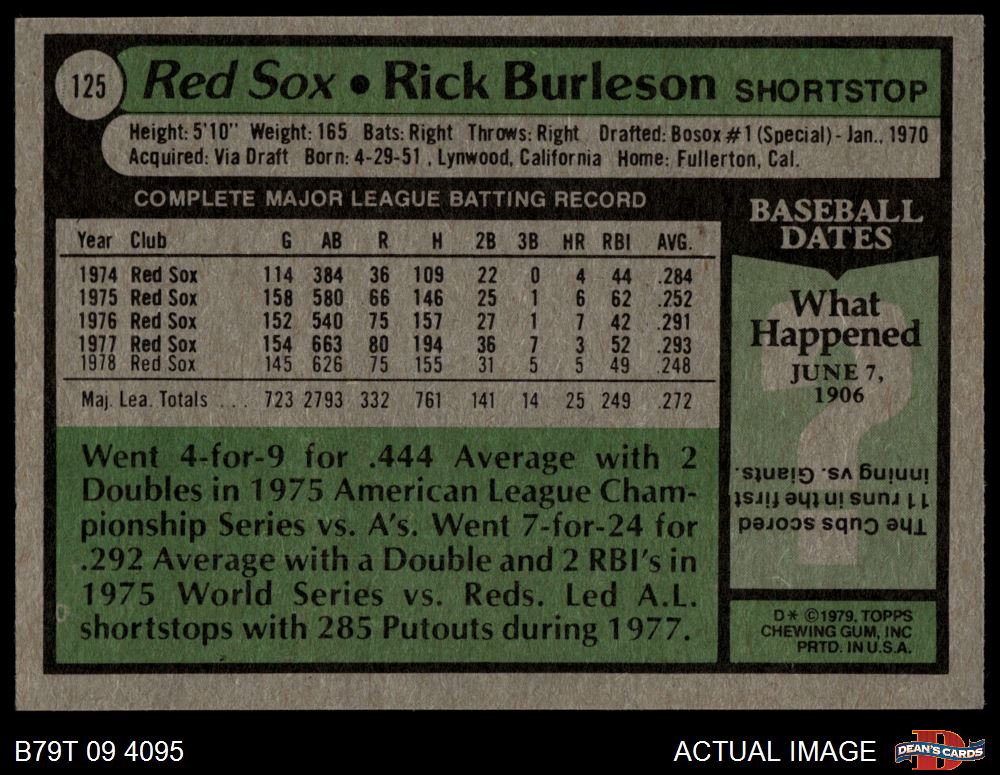 125 Red Sox • Rick Burleson SHORTSTOP
Height: 5'10" Weight: 165 Bats: Right Throws: Right Drafted: Bosox #1 (Special) - Jan., 1970
Acquired: Via Draft Born: 4-29-51, Lynwood, California Home: Fullerton, Cal.
COMPLETE MAJOR LEAGUE BATTING RECORD
Year Club G AB R H 2B 3B HR RBI AVG.
1974 Red Sox 114 384 36 109 22 0 4 44 .284
1975 Red Sox 158 580 66 146 25 1 6 62 .252
1976 Red Sox 152 540 75 157 27 1 7 42 .291
1977 Red Sox 154 663 80 194 36 7 3 52 .293
1978 Red Sox 145 626 75 155 31 5 5 49 .248
Maj. Lea. Totals ... 723 2793 332 761 141 14 25 249 .272
Went 4-for-9 for .444 Average with 2
Doubles in 1975 American League Cham-
pionship Series vs. A's. Went 7-for-24 for
.292 Average with a Double and 2 RBI's in
1975 World Series vs. Reds. Led A.L.
shortstops with 285 Putouts during 1977.
BASEBALL
DATES
What
Happened
JUNE 7,
1906
The Cubs scored
11 runs in the first
inning vs. Giants.
D* ©1979, TOPPS
CHEWING GUM, INC
PRTD. IN U.S.A.
B79T 09 4095
ACTUAL IMAGE
DEAN'S CARDS